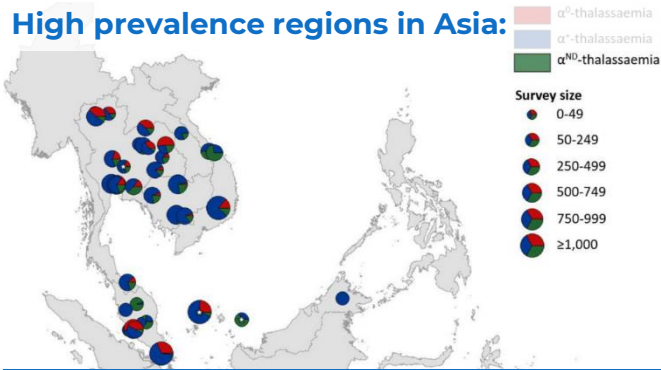 High prevalence regions in Asia:
α⁰-thalassaemia
α⁺-thalassaemia
αᴺᴰ-thalassaemia
Survey size
0-49
50-249
250-499
500-749
750-999
≥1,000